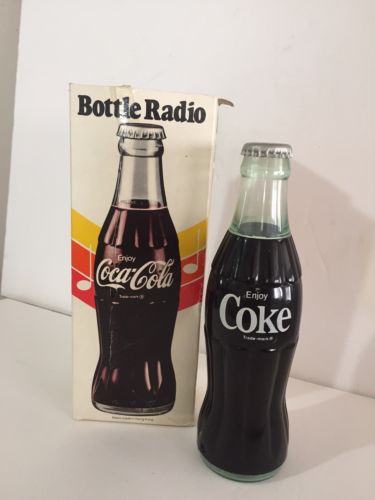 Bottle Radio
Enjoy
Coca-Cola
Trade-mark ®
Enjoy
Coke
Trade-mark ®